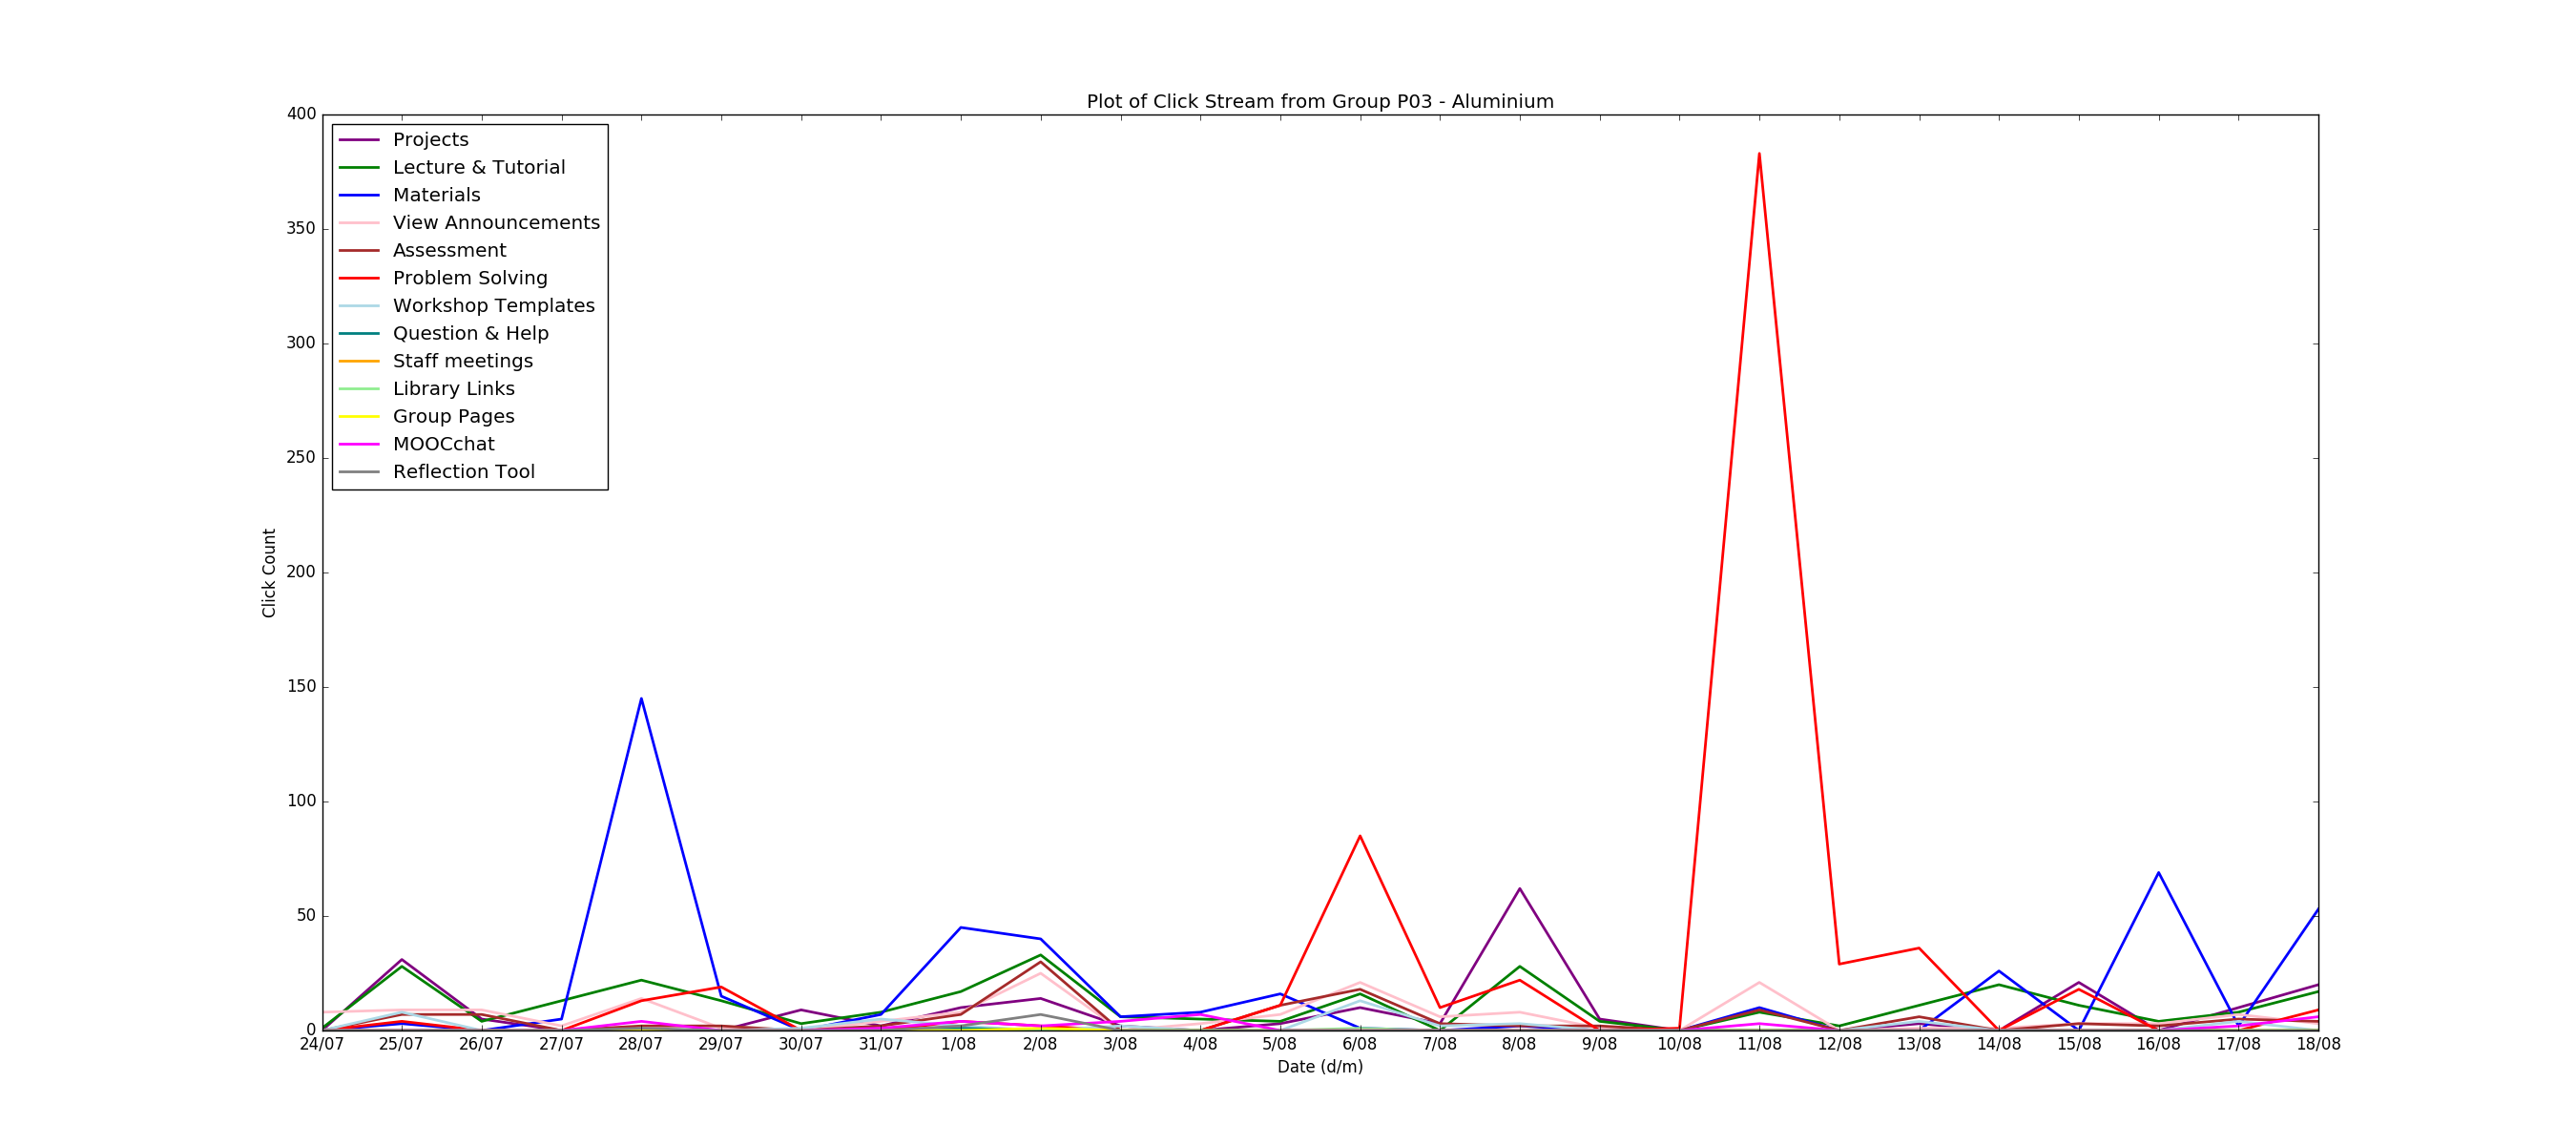 Plot of Click Stream from Group P03 - Aluminium
400
350
300
250
200
150
100
50
0
Click Count
Projects
Lecture & Tutorial
Materials
View Announcements
Assessment
Problem Solving
Workshop Templates
Question & Help
Staff meetings
Library Links
Group Pages
MOOCchat
Reflection Tool
24/07 25/07 26/07 27/07 28/07 29/07 30/07 31/07 1/08 2/08 3/08 4/08 5/08 6/08 7/08 8/08 9/08 10/08 11/08 12/08 13/08 14/08 15/08 16/08 17/08 18/08
Date (d/m)